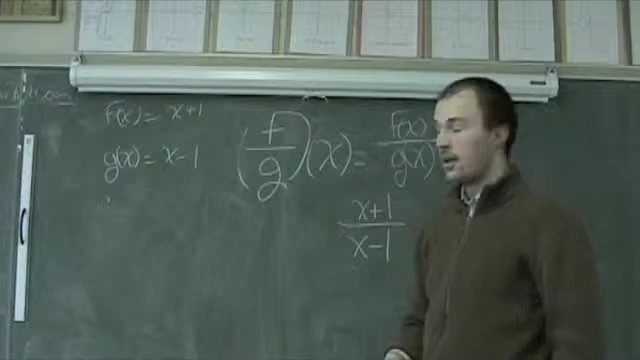 f(x) = x+1
g(x) = x-1
(f/g)(x) = f(x)/g(x)
x+1
x-1